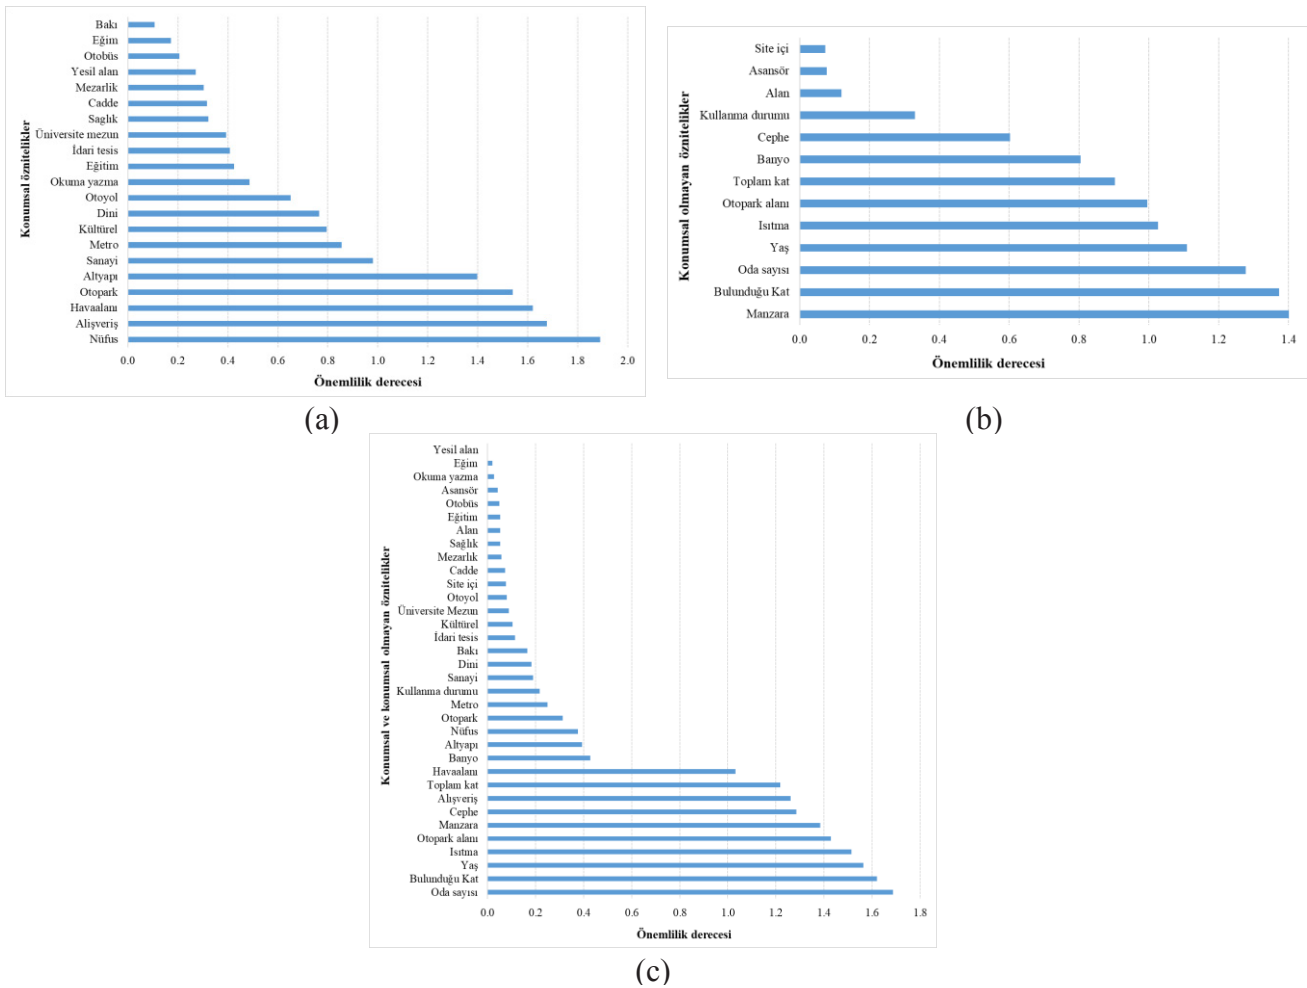 Konumsal öznitelikler
Bakı
Eğim
Otobüs
Yesil alan
Mezarlik
Cadde
Saglık
Üniversite mezun
İdari tesis
Eğitim
Okuma yazma
Otoyol
Dini
Kültürel
Metro
Sanayi
Altyapı
Otopark
Havaalanı
Alişveriş
Nüfus
0.0 0.2 0.4 0.6 0.8 1.0 1.2 1.4 1.6 1.8 2.0
Önemlilik derecesi
(a)
Konumsal olmayan öznitelikler
Site içi
Asansör
Alan
Kullanma durumu
Cephe
Banyo
Toplam kat
Otopark alanı
Isıtma
Yaş
Oda sayısı
Bulunduğu Kat
Manzara
0.0 0.2 0.4 0.6 0.8 1.0 1.2 1.4
Önemlilik derecesi
(b)
Konumsal ve konumsal olmayan öznitelikler
Yesil alan
Eğim
Okuma yazma
Asansör
Otobüs
Eğitim
Alan
Sağlık
Mezarlık
Cadde
Site içi
Otoyol
Üniversite Mezun
Kültürel
İdari tesis
Bakı
Dini
Sanayi
Kullanma durumu
Metro
Otopark
Nüfus
Altyapı
Banyo
Havaalanı
Toplam kat
Alışveriş
Cephe
Manzara
Otopark alanı
Isıtma
Yaş
Bulunduğu Kat
Oda sayısı
0.0 0.2 0.4 0.6 0.8 1.0 1.2 1.4 1.6 1.8
Önemlilik derecesi
(c)